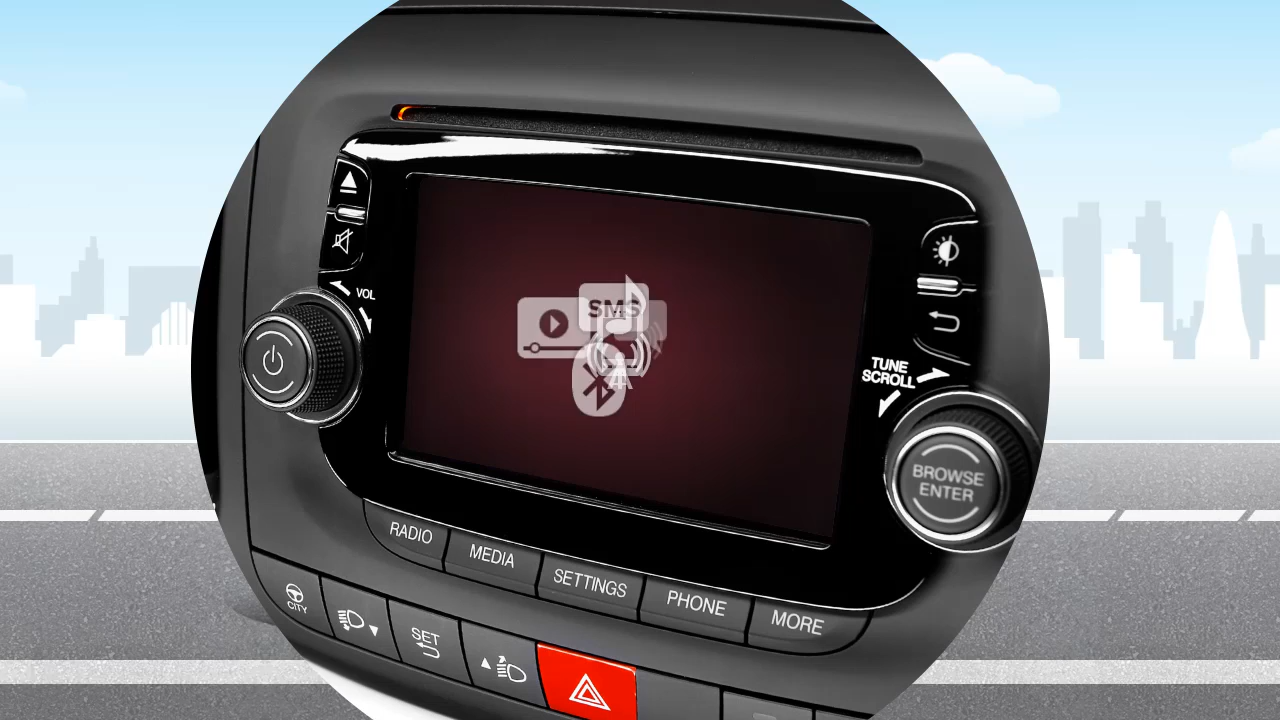 VOL
SMS
TUNE
SCROLL
BROWSE
ENTER
RADIO
MEDIA
SETTINGS
PHONE
MORE
CITY
SET